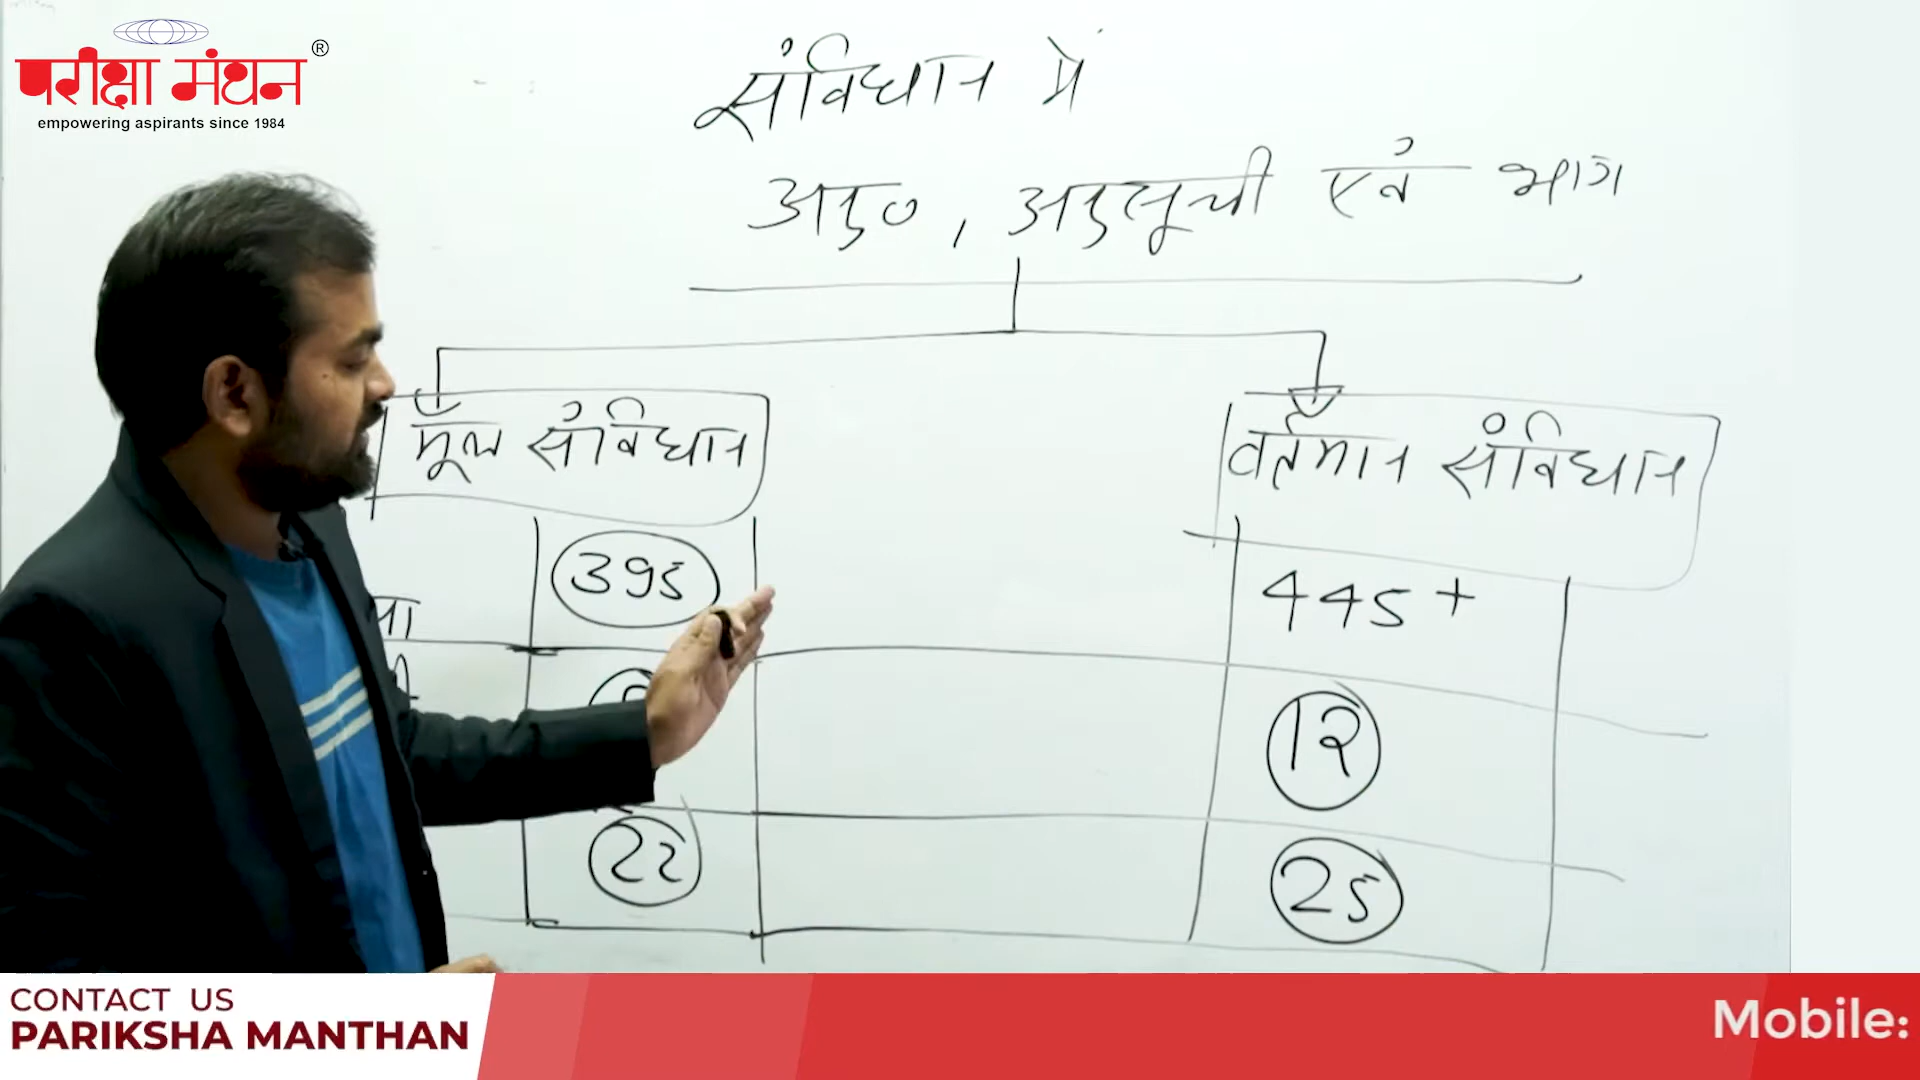 परीक्षा मंथन ®
empowering aspirants since 1984
संविधान में
अनु०, अनुसूची एवं भाग
मूल संविधान
वर्तमान संविधान
395
445+
12
22
25
CONTACT US
PARIKSHA MANTHAN
Mobile: